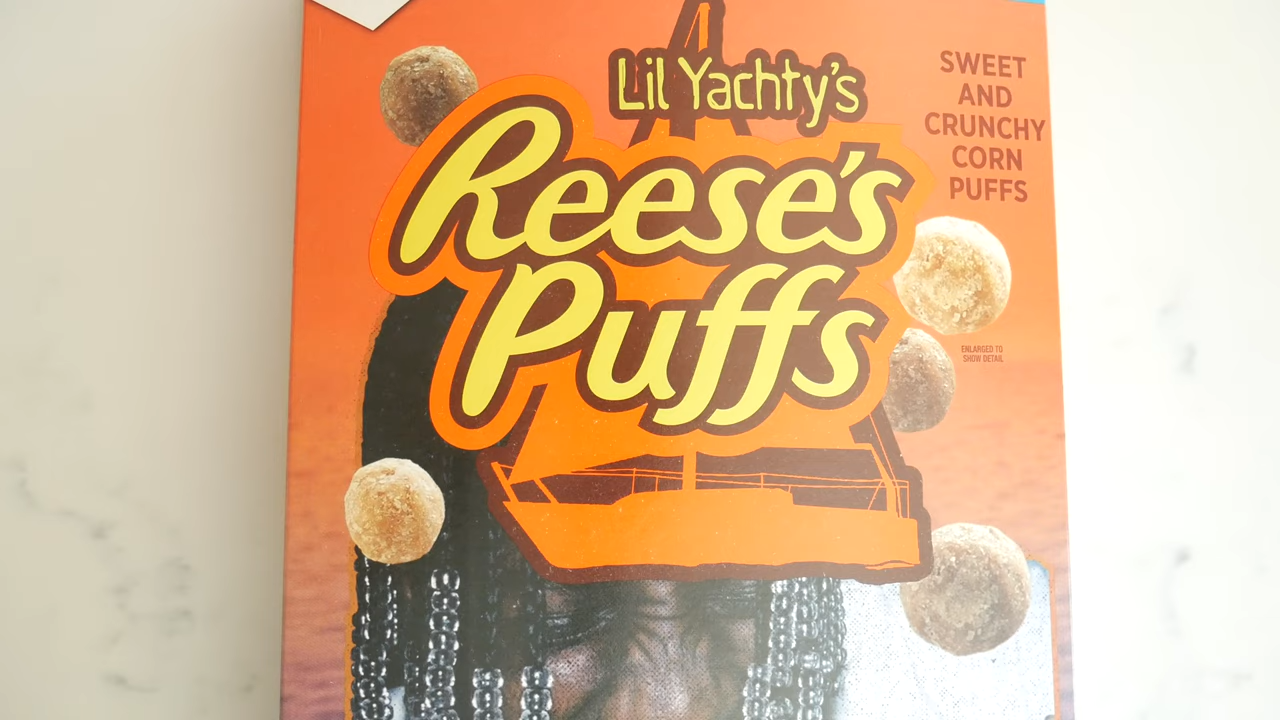 Lil Yachty's
Reese's
Puffs
SWEET
AND
CRUNCHY
CORN
PUFFS
ENLARGED TO
SHOW DETAIL